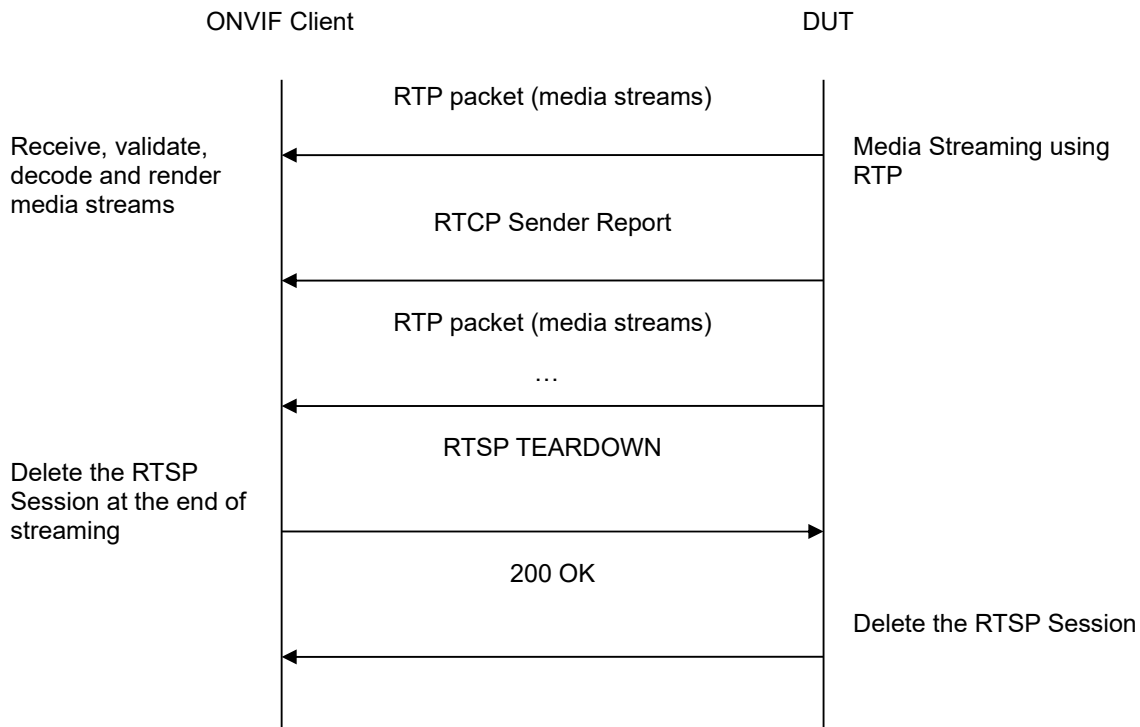 ONVIF Client
DUT
RTP packet (media streams)
Receive, validate,
decode and render
media streams
Media Streaming using
RTP
RTCP Sender Report
RTP packet (media streams)
...
RTSP TEARDOWN
Delete the RTSP
Session at the end of
streaming
200 OK
Delete the RTSP Session